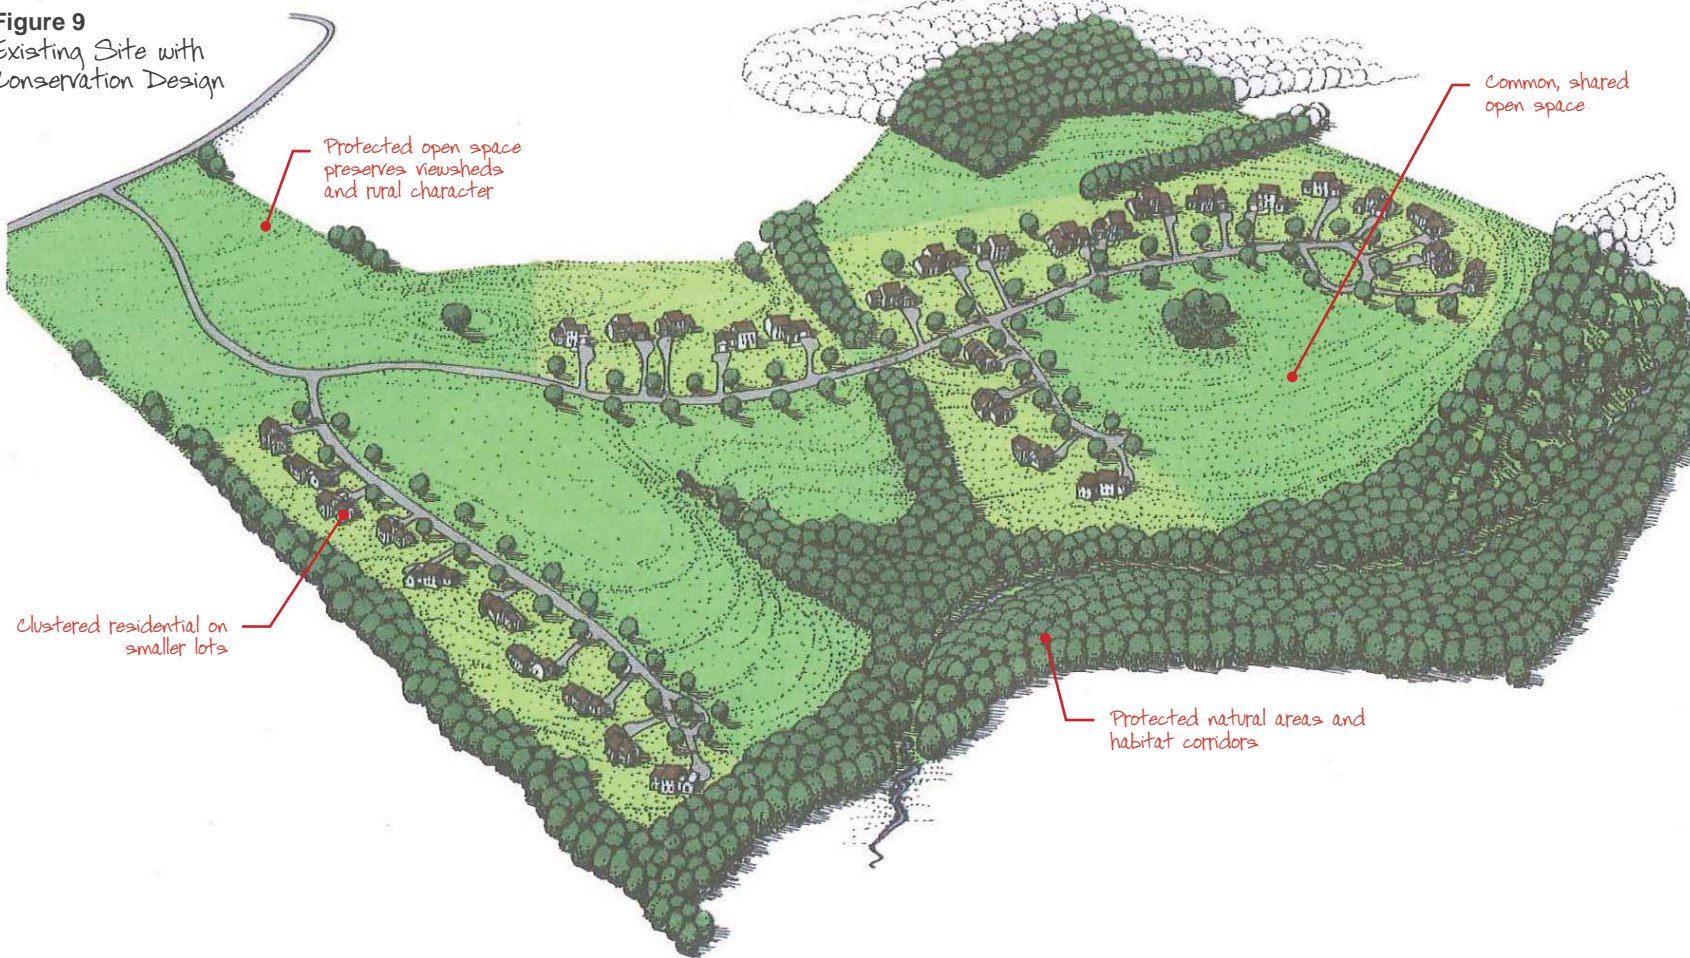 Figure 9
Existing Site with
Conservation Design
Protected open space
preserves viewsheds
and rural character
Common, shared
open space
Clustered residential on
smaller lots
Protected natural areas and
habitat corridors